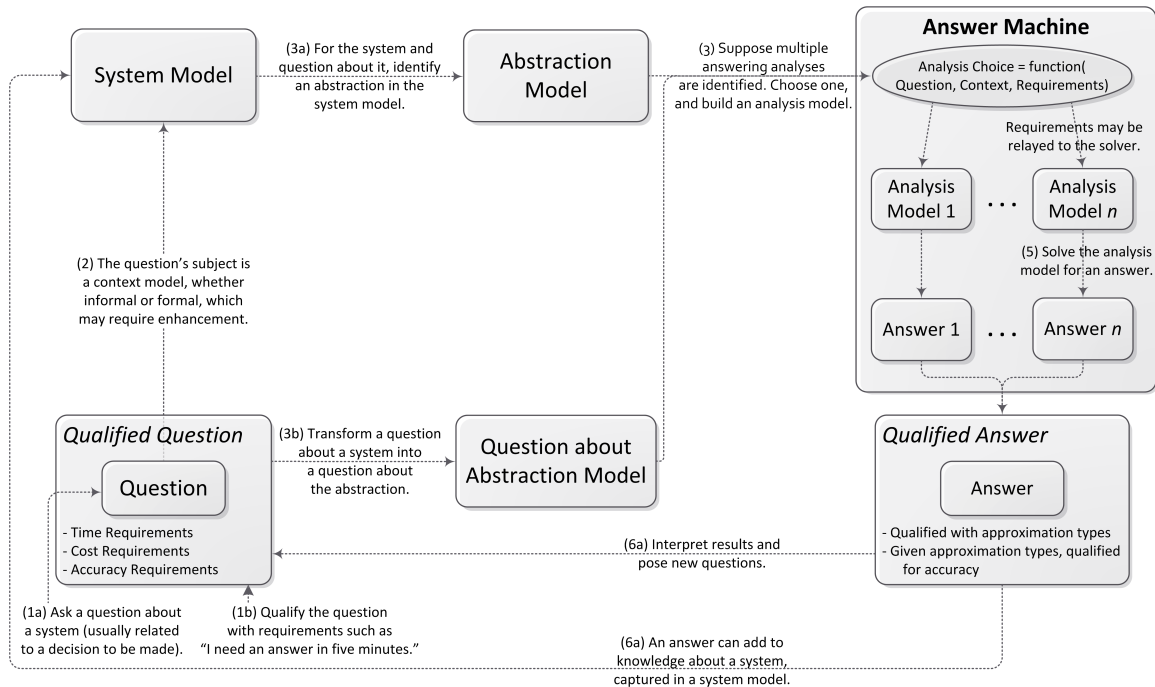 System Model
(3a) For the system and
question about it, identify
an abstraction in the
system model.
Abstraction
Model
(3) Suppose multiple
answering analyses
are identified. Choose one,
and build an analysis model.
Answer Machine
Analysis Choice = function(
Question, Context, Requirements)
Requirements may be
relayed to the solver.
Analysis
Model 1
. . .
Analysis
Model n
(5) Solve the analysis
model for an answer.
Answer 1
. . .
Answer n
(2) The question's subject is
a context model, whether
informal or formal, which
may require enhancement.
Qualified Question
Question
- Time Requirements
- Cost Requirements
- Accuracy Requirements
(3b) Transform a question
about a system into
a question about
the abstraction.
Question about
Abstraction Model
Qualified Answer
Answer
- Qualified with approximation types
- Given approximation types, qualified
for accuracy
(6a) Interpret results and
pose new questions.
(1a) Ask a question about
a system (usually related
to a decision to be made).
(1b) Qualify the question
with requirements such as
“I need an answer in five minutes.”
(6a) An answer can add to
knowledge about a system,
captured in a system model.